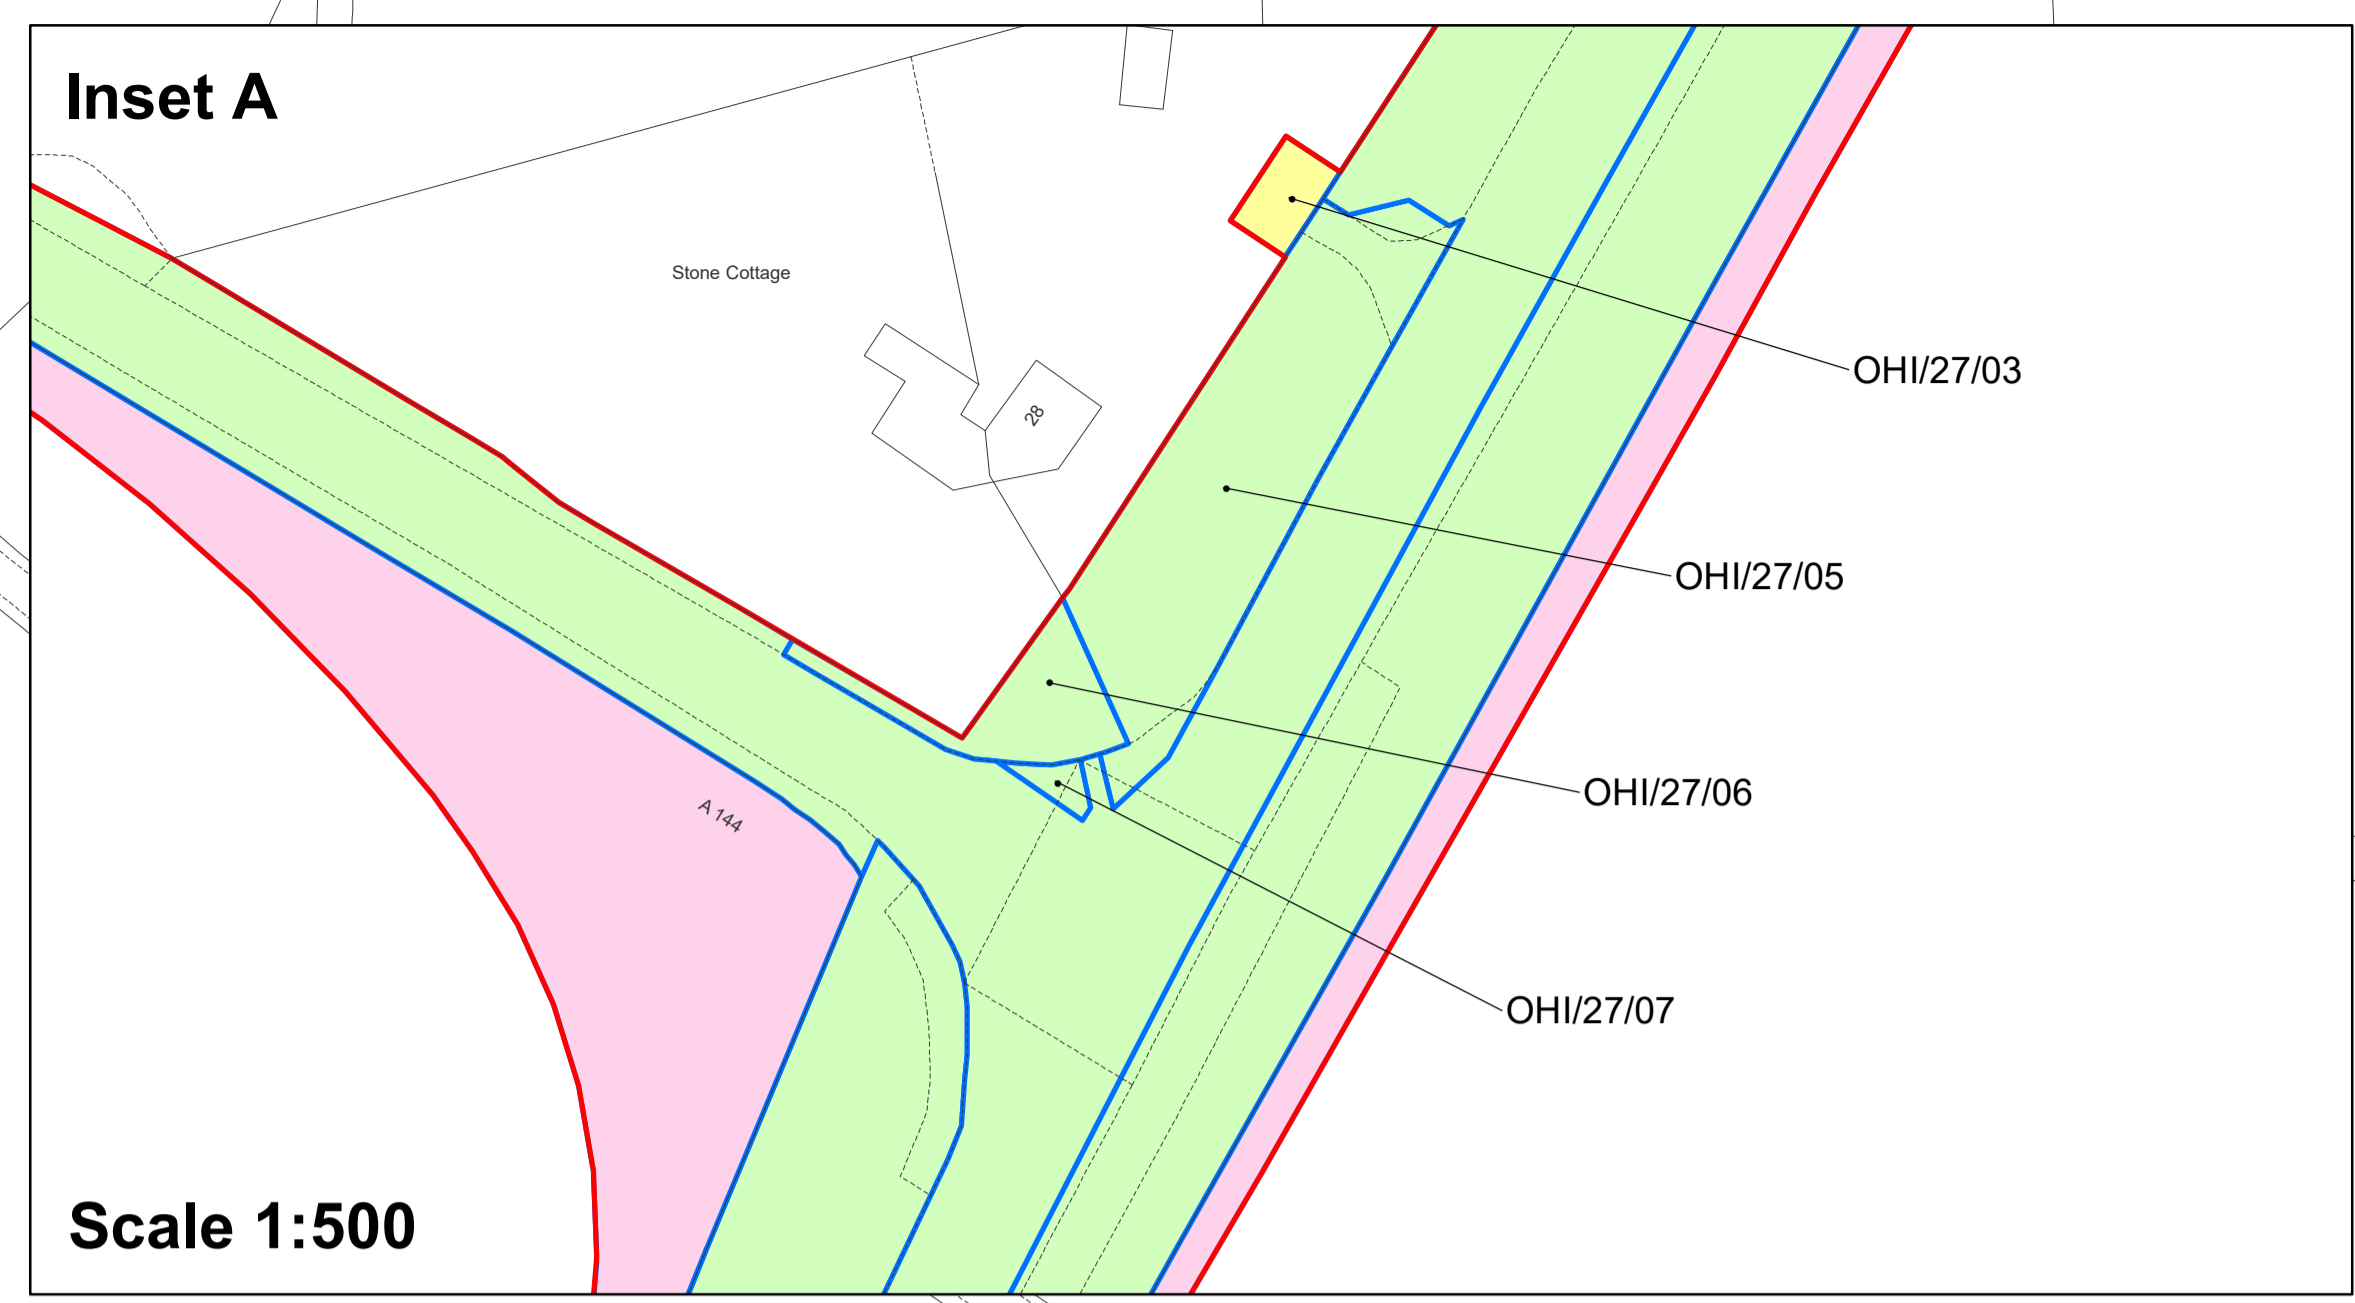 Inset A
Stone Cottage
28
OHI/27/03
OHI/27/05
OHI/27/06
A 144
OHI/27/07
Scale 1:500